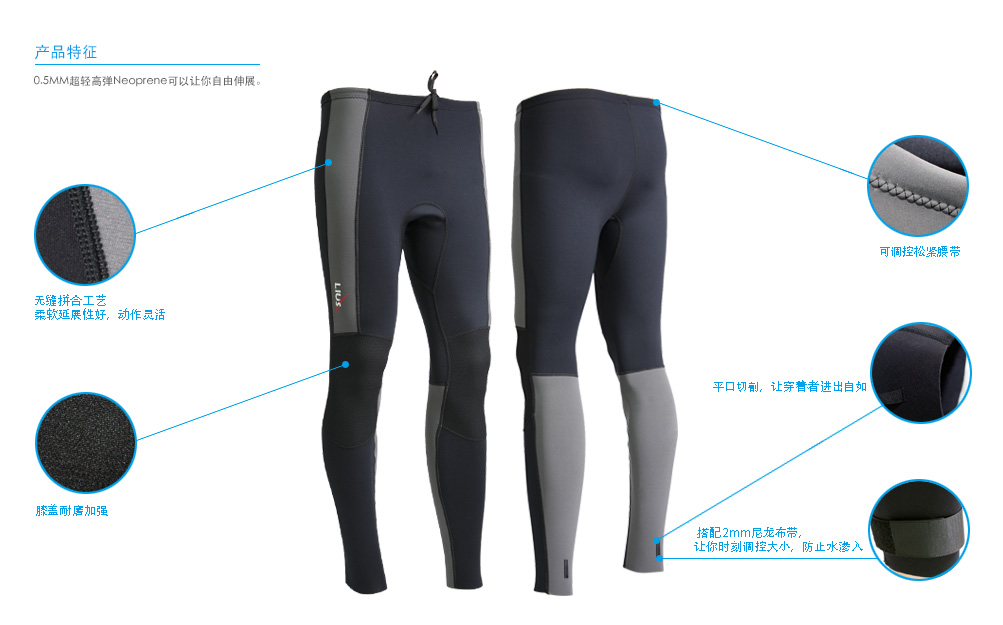 产品特征
0.5MM超轻高弹Neoprene可以让你自由伸展。
可调控松紧腰带
无缝拼合工艺
柔软延展性好，动作灵活
LIUS
平口切割，让穿着者进出自如
膝盖耐磨加强
搭配2mm尼龙布带，
让你时刻调控大小，防止水渗入